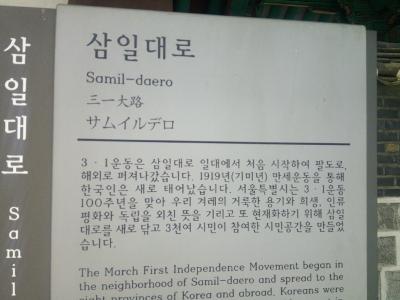 삼일대로
Samil-daero
三一大路
サムイルデロ
3·1운동은 삼일대로 일대에서 처음 시작하여 팔도로,
해외로 퍼져나갔습니다. 1919년(기미년) 만세운동을 통해
한국인은 새로 태어났습니다. 서울특별시는 3·1운동
100주년을 맞아 우리 겨레의 거룩한 용기와 희생, 인류
평화와 독립을 외친 뜻을 기리고 또 현재화하기 위해 삼일
대로를 새로 닦고 3천여 시민이 참여한 시민공간을 만들었
습니다.
The March First Independence Movement began in
the neighborhood of Samil-daero and spread to the
eight provinces of Korea and abroad. Koreans were
삼일대로 Samil